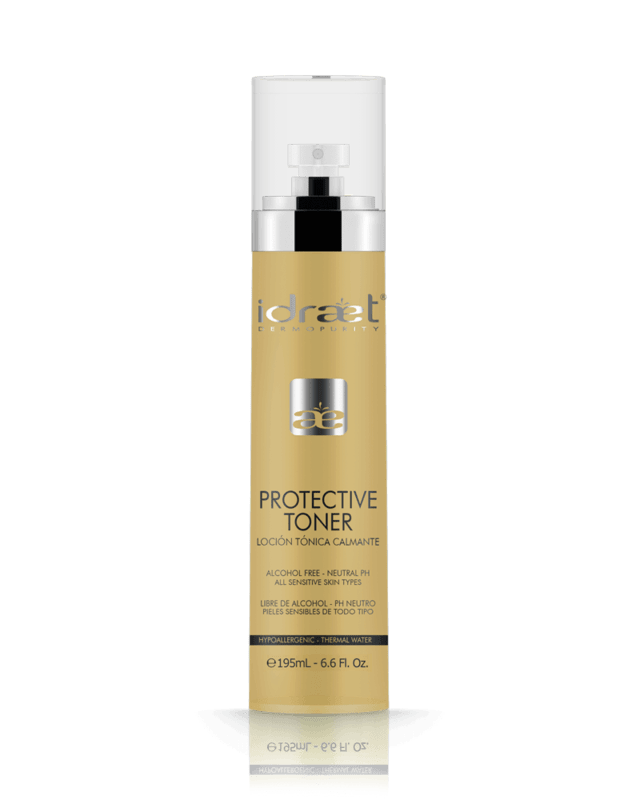 idraet®
DERMOPURITY
ae
PROTECTIVE
TONER
LOCIÓN TÓNICA CALMANTE
ALCOHOL FREE - NEUTRAL PH
ALL SENSITIVE SKIN TYPES
LIBRE DE ALCOHOL - PH NEUTRO
PIELES SENSIBLES DE TODO TIPO
HYPOALLERGENIC - THERMAL WATER
℮195mL - 6.6 Fl. Oz.